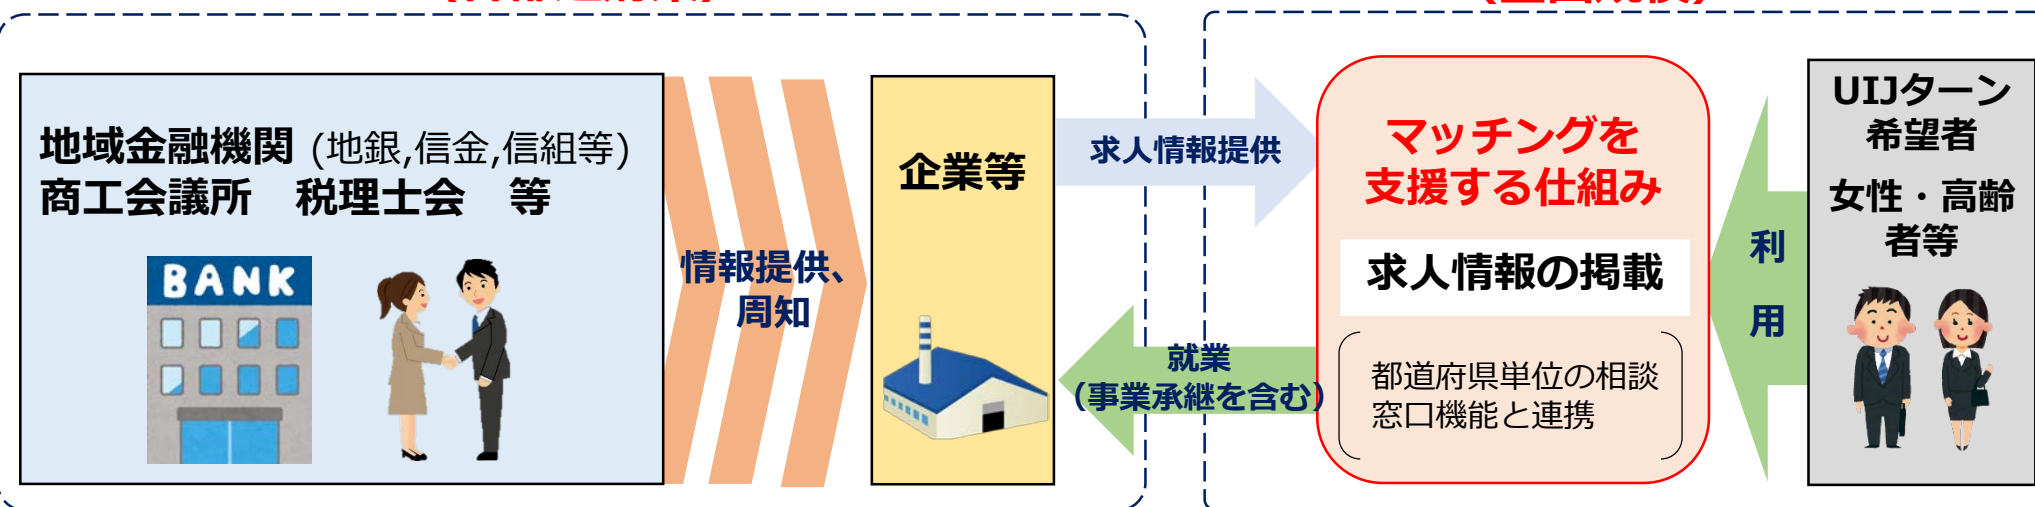 地域金融機関 (地銀,信金,信組等)
商工会議所　税理士会　等
BANK
情報提供、
周知
企業等
求人情報提供
就業
（事業承継を含む）
マッチングを
支援する仕組み
求人情報の掲載
都道府県単位の相談
窓口機能と連携
利
用
UIJターン
希望者
女性・高齢
者等